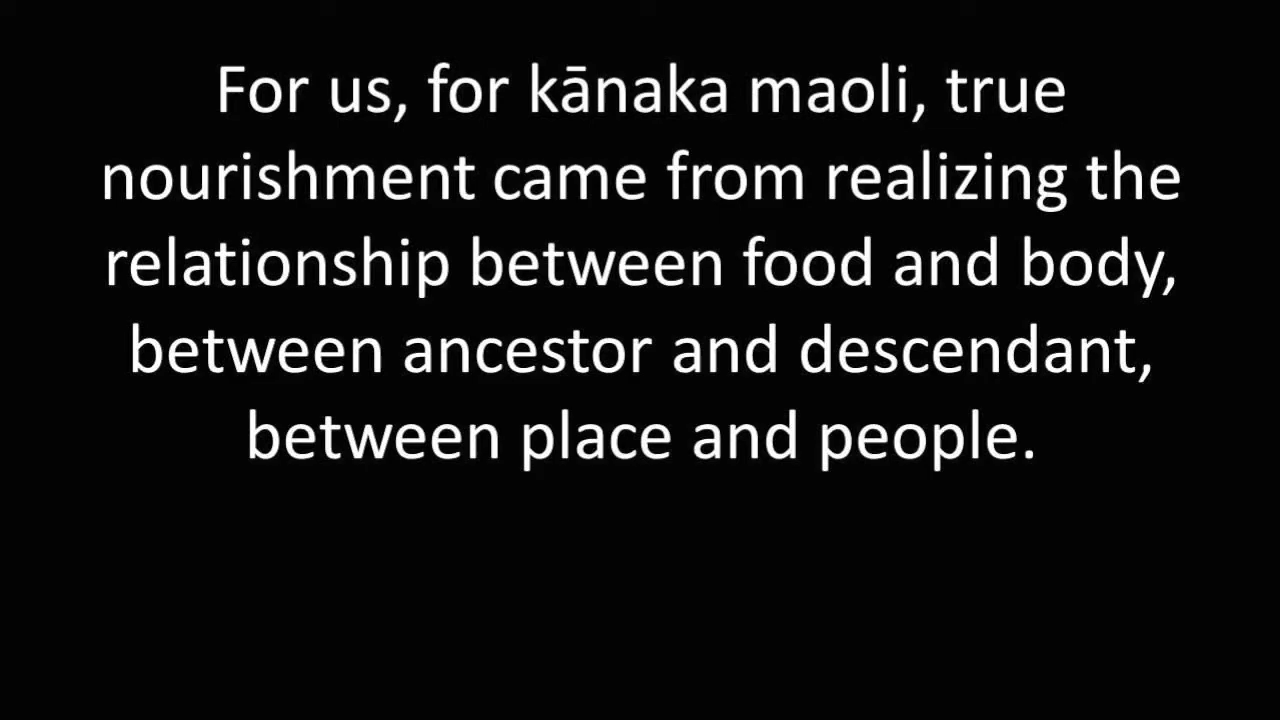 For us, for kānaka maoli, true
nourishment came from realizing the
relationship between food and body,
between ancestor and descendant,
between place and people.